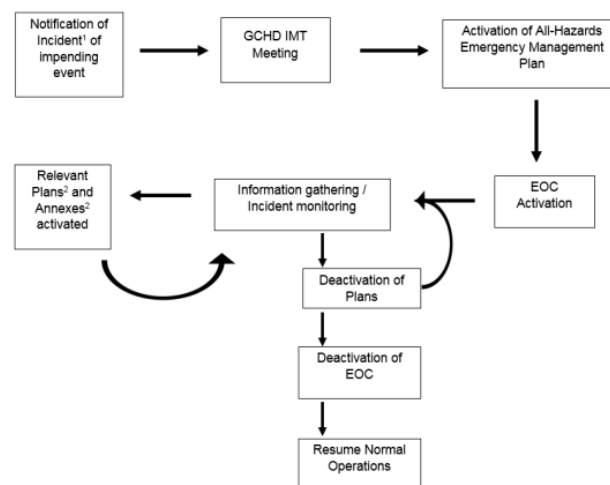 Notification of
Incident¹ of
impending
event
GCHD IMT
Meeting
Activation of All-Hazards
Emergency Management
Plan
Relevant
Plans² and
Annexes²
activated
Information gathering /
Incident monitoring
EOC
Activation
Deactivation of
Plans
Deactivation of
EOC
Resume Normal
Operations